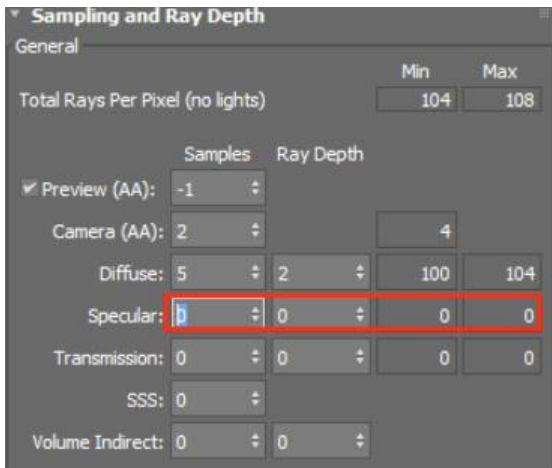 Sampling and Ray Depth
General
Min Max
Total Rays Per Pixel (no lights) 104 108
Samples Ray Depth
Preview (AA): -1
Camera (AA): 2 4
Diffuse: 5 2 100 104
Specular: 0 0 0 0
Transmission: 0 0 0 0
SSS: 0
Volume Indirect: 0 0